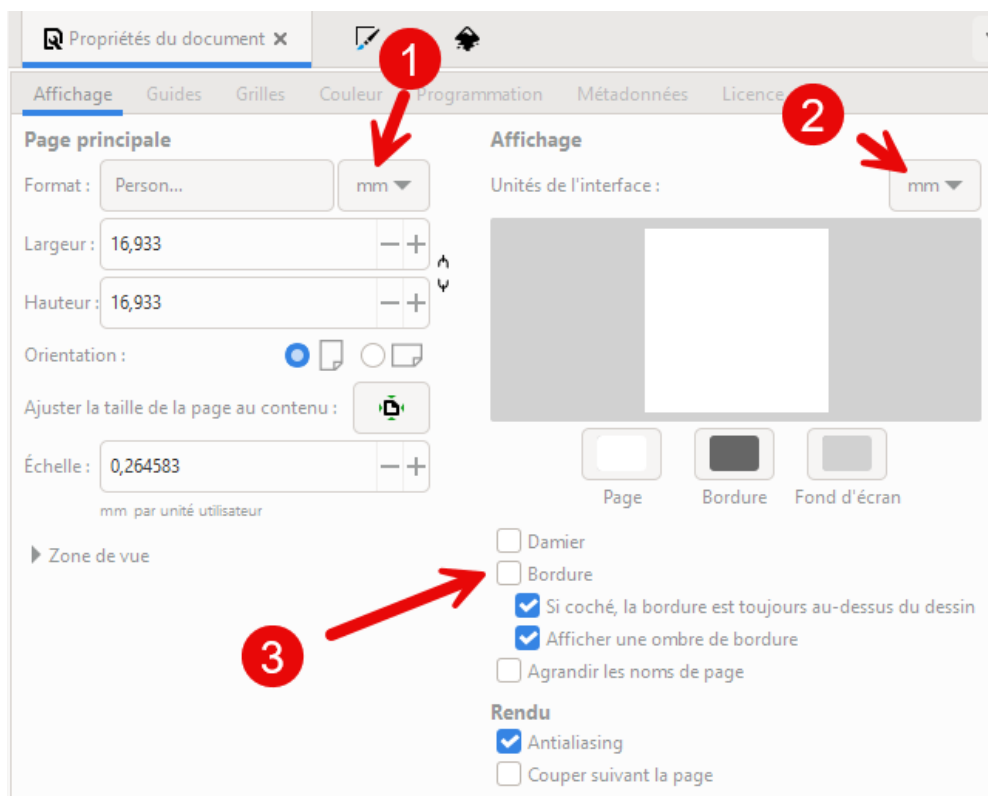 Propriétés du document
1
Affichage Guides Grilles Couleur Programmation Métadonnées Licence
2
Page principale
Format : Person... mm
Largeur : 16,933
Hauteur : 16,933
Orientation :
Ajuster la taille de la page au contenu :
Échelle : 0,264583
mm par unité utilisateur
Zone de vue
3
Affichage
Unités de l'interface : mm
Page Bordure Fond d'écran
Damier
Bordure
Si coché, la bordure est toujours au-dessus du dessin
Afficher une ombre de bordure
Agrandir les noms de page
Rendu
Antialiasing
Couper suivant la page